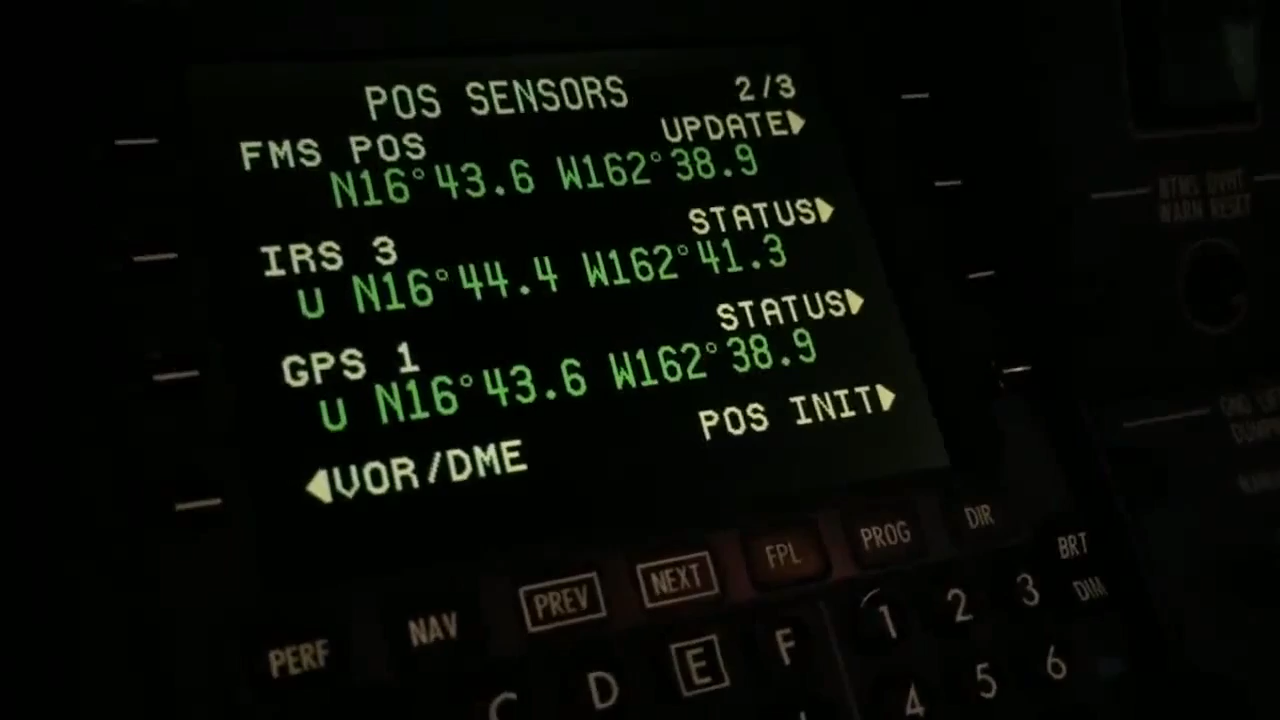 POS SENSORS 2/3
FMS POS UPDATE
N16°43.6 W162°38.9
IRS 3 STATUS
U N16°44.4 W162°41.3
GPS 1 STATUS
U N16°43.6 W162°38.9
VOR/DME POS INIT
PERF NAV PREV NEXT FPL PROG DIR
BRT
DIM
C D E F 1 2 3
4 5 6
WARN RESET